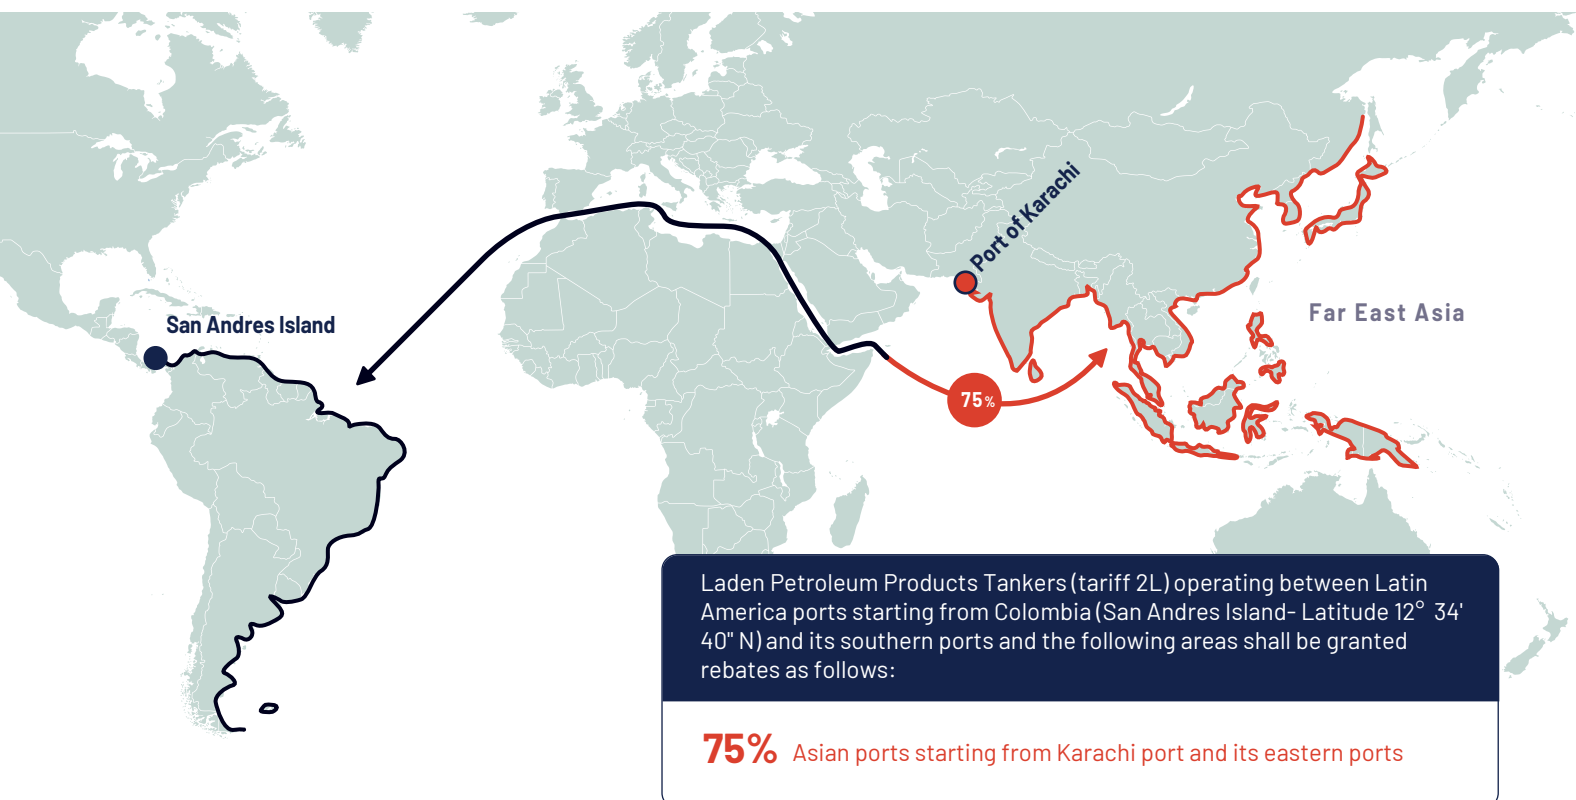 Port of Karachi
Far East Asia
San Andres Island
75%
Laden Petroleum Products Tankers (tariff 2L) operating between Latin
America ports starting from Colombia (San Andres Island- Latitude 12° 34'
40" N) and its southern ports and the following areas shall be granted
rebates as follows:
75% Asian ports starting from Karachi port and its eastern ports